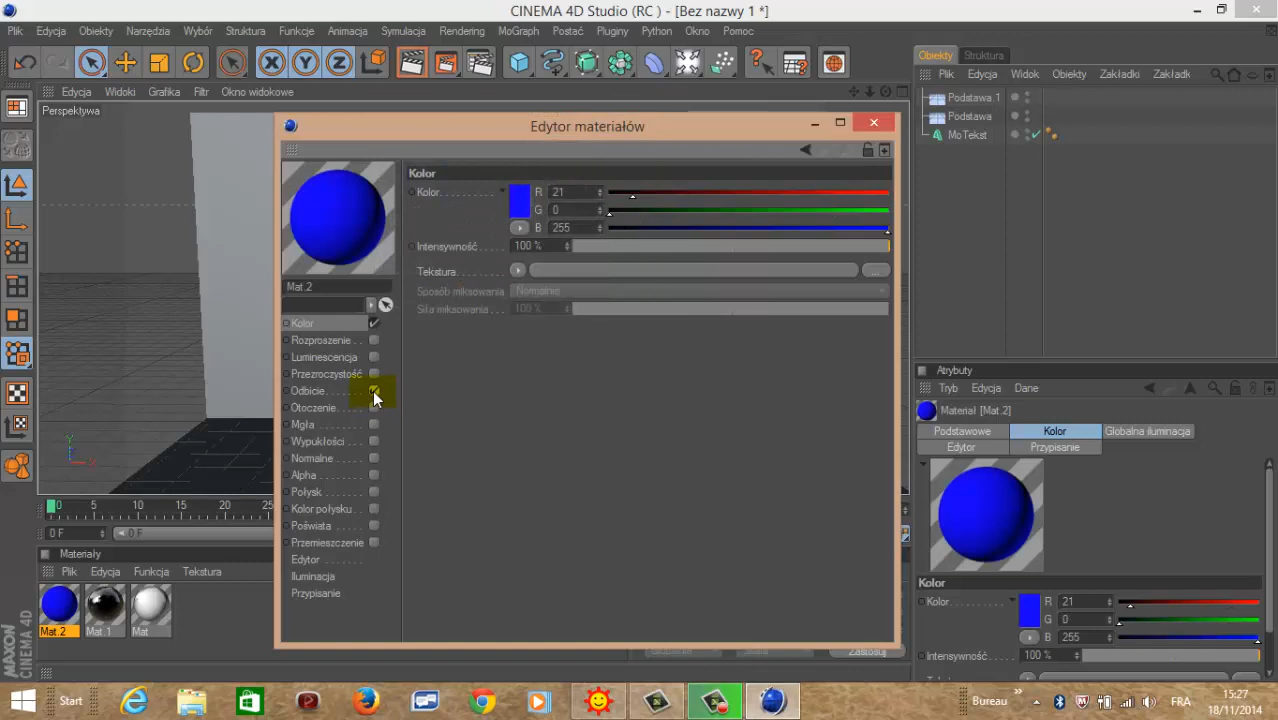 CINEMA 4D Studio (RC ) - [Bez nazwy 1 *]
Plik Edycja Obiekty Narzędzia Wybór Struktura Funkcje Animacja Symulacja Rendering MoGraph Postać Pluginy Python Okno Pomoc
Obiekty Struktura
Plik Edycja Widok Obiekty Zakładki Zakładk
Edycja Widoki Grafika Filtr Okno widokowe
Perspektywa
Podstawa 1
Podstawa
MoTekst
Edytor materiałów
Kolor
Kolor R 21
G 0
B 255
Intensywność 100 %
Tekstura ...
Sposób miksowania Normalnie
Siła miksowania 100 %
Mat.2
Kolor
Rozproszenie
Luminescencja
Przezroczystość
Odbicie
Otoczenie
Mgła
Wypukłości
Normalne
Alpha
Połysk
Kolor połysku
Poświata
Przemieszczenie
Edytor
Iluminacja
Przypisanie
Atrybuty
Tryb Edycja Dane
Materiał [Mat.2]
Podstawowe Kolor Globalna iluminacja
Edytor Przypisanie
Kolor
Kolor R 21
G 0
B 255
Intensywność 100 %
Y X
0 5 10 15 20 25
0 F 0 F
Materiały
Plik Edycja Funkcja Tekstura
Mat.2 Mat.1 Mat
Zastosuj
MAXON
CINEMA 4D
Start Bureau FRA 15:27
18/11/2014